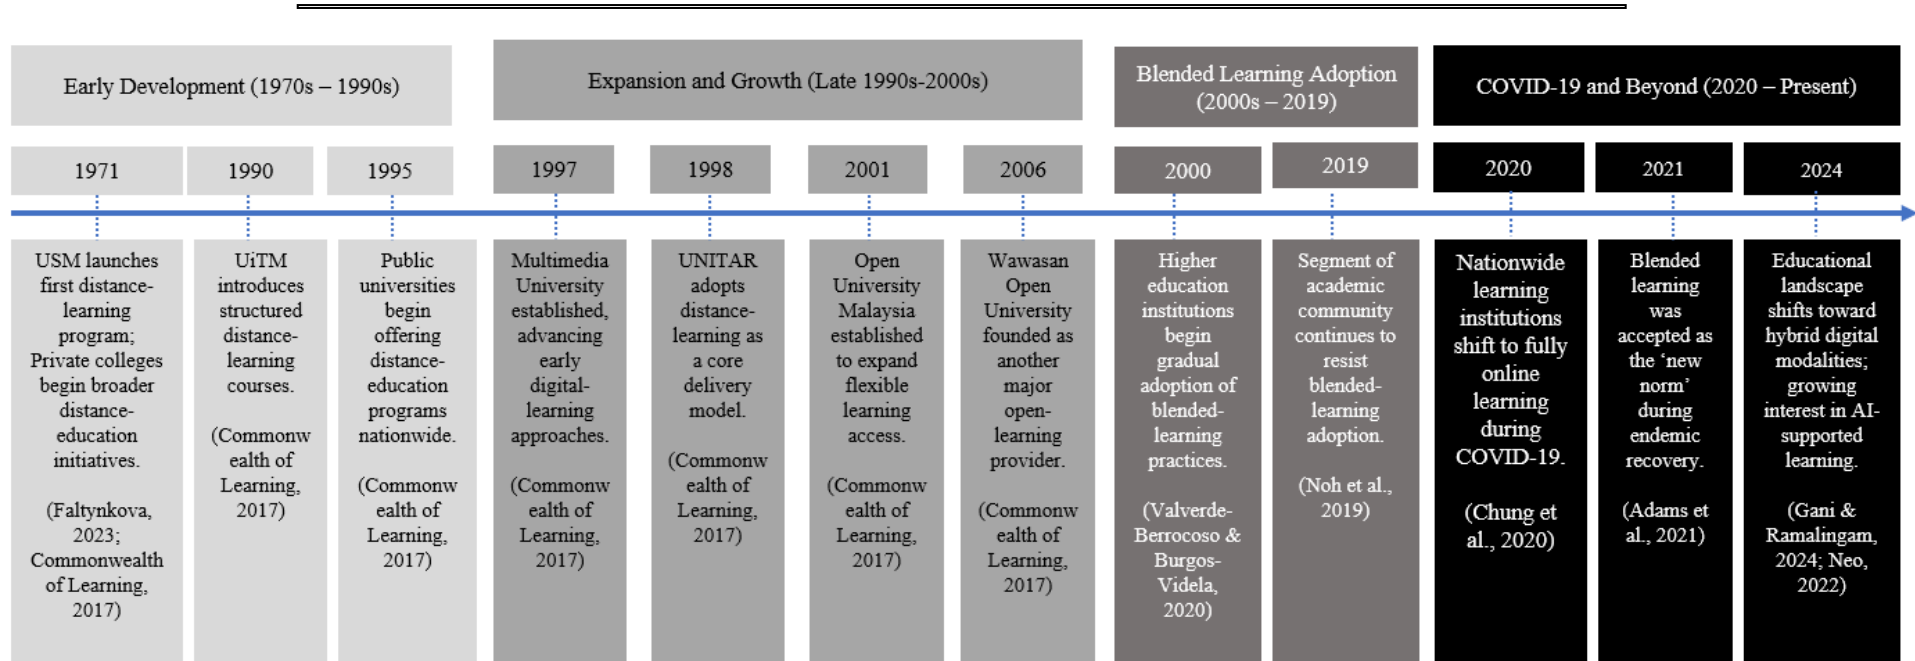 Early Development (1970s – 1990s)
Expansion and Growth (Late 1990s-2000s)
Blended Learning Adoption
(2000s – 2019)
COVID-19 and Beyond (2020 – Present)
1971
1990
1995
1997
1998
2001
2006
2000
2019
2020
2021
2024
USM launches
first distance-
learning
program;
Private colleges
begin broader
distance-
education
initiatives.
(Faltynkova,
2023;
Commonwealth
of Learning,
2017)
UiTM
introduces
structured
distance-
learning
courses.
(Commonw
ealth of
Learning,
2017)
Public
universities
begin
offering
distance-
education
programs
nationwide.
(Commonw
ealth of
Learning,
2017)
Multimedia
University
established,
advancing
early
digital-
learning
approaches.
(Commonw
ealth of
Learning,
2017)
UNITAR
adopts
distance-
learning as
a core
delivery
model.
(Commonw
ealth of
Learning,
2017)
Open
University
Malaysia
established
to expand
flexible
learning
access.
(Commonw
ealth of
Learning,
2017)
Wawasan
Open
University
founded as
another
major
open-
learning
provider.
(Commonw
ealth of
Learning,
2017)
Higher
education
institutions
begin
gradual
adoption of
blended-
learning
practices.
(Valverde-
Berrocoso &
Burgos-
Videla,
2020)
Segment of
academic
community
continues to
resist
blended-
learning
adoption.
(Noh et al.,
2019)
Nationwide
learning
institutions
shift to fully
online
learning
during
COVID-19.
(Chung et
al., 2020)
Blended
learning
was
accepted as
the ‘new
norm’
during
endemic
recovery.
(Adams et
al., 2021)
Educational
landscape
shifts toward
hybrid digital
modalities;
growing
interest in AI-
supported
learning.
(Gani &
Ramalingam,
2024; Neo,
2022)